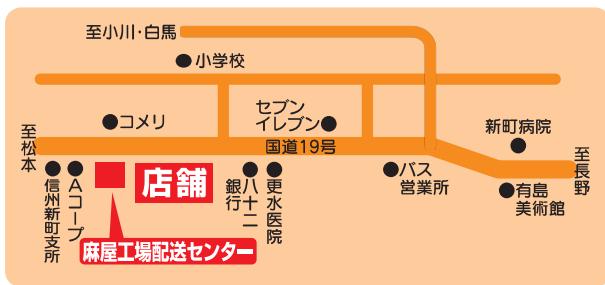 至小川・白馬
小学校
セブン
イレブン
コメリ
国道19号
新町病院
至松本
至長野
信州新町支所
Aコープ
店舗
八十二
銀行
更水医院
バス
営業所
有島
美術館
麻屋工場配送センター